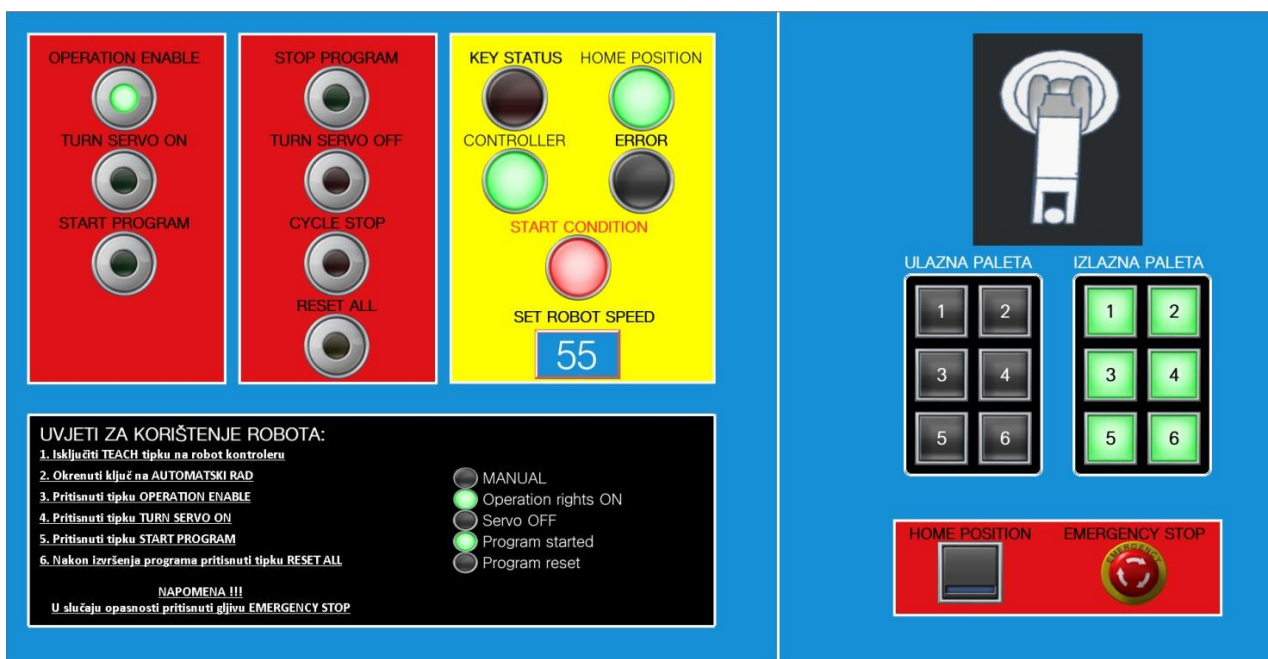 OPERATION ENABLE
TURN SERVO ON
START PROGRAM
STOP PROGRAM
TURN SERVO OFF
CYCLE STOP
RESET ALL
KEY STATUS
HOME POSITION
CONTROLLER
ERROR
START CONDITION
SET ROBOT SPEED
55
UVJETI ZA KORIŠTENJE ROBOTA:
1. Isključiti TEACH tipku na robot kontroleru
2. Okrenuti ključ na AUTOMATSKI RAD
3. Pritisnuti tipku OPERATION ENABLE
4. Pritisnuti tipku TURN SERVO ON
5. Pritisnuti tipku START PROGRAM
6. Nakon izvršenja programa pritisnuti tipku RESET ALL
NAPOMENA !!!
U slučaju opasnosti pritisnuti gljivu EMERGENCY STOP
MANUAL
Operation rights ON
Servo OFF
Program started
Program reset
ULAZNA PALETA
1 2
3 4
5 6
IZLAZNA PALETA
1 2
3 4
5 6
HOME POSITION
EMERGENCY STOP
EMERGENCY